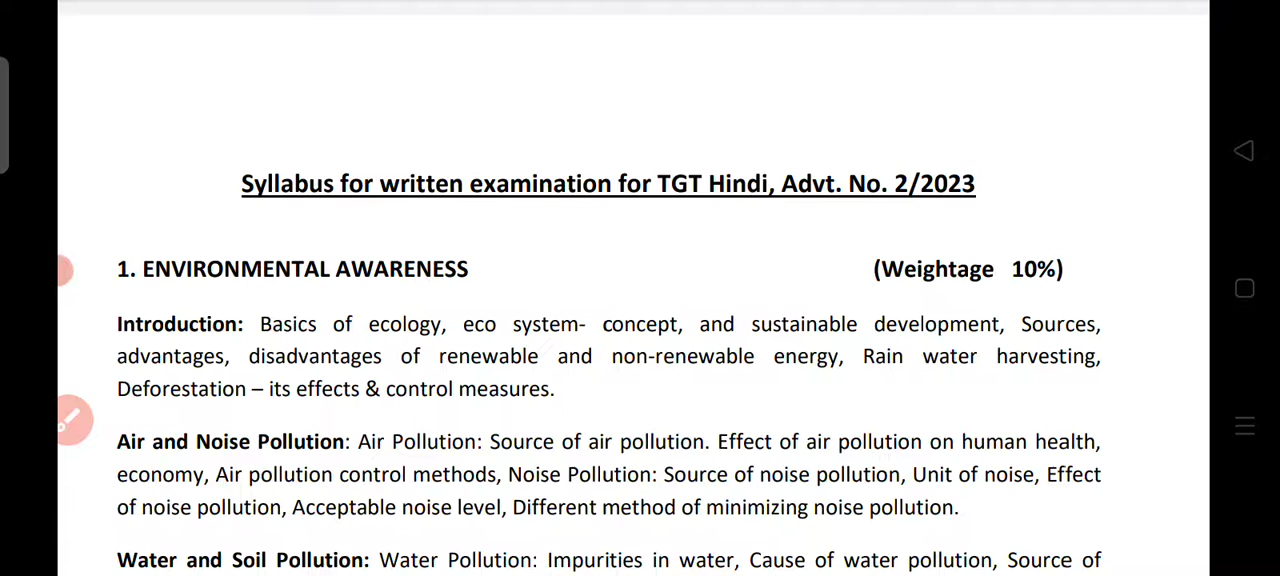 Syllabus for written examination for TGT Hindi, Advt. No. 2/2023
1. ENVIRONMENTAL AWARENESS (Weightage 10%)
Introduction: Basics of ecology, eco system- concept, and sustainable development, Sources,
advantages, disadvantages of renewable and non-renewable energy, Rain water harvesting,
Deforestation – its effects & control measures.
Air and Noise Pollution: Air Pollution: Source of air pollution. Effect of air pollution on human health,
economy, Air pollution control methods, Noise Pollution: Source of noise pollution, Unit of noise, Effect
of noise pollution, Acceptable noise level, Different method of minimizing noise pollution.
Water and Soil Pollution: Water Pollution: Impurities in water, Cause of water pollution, Source of